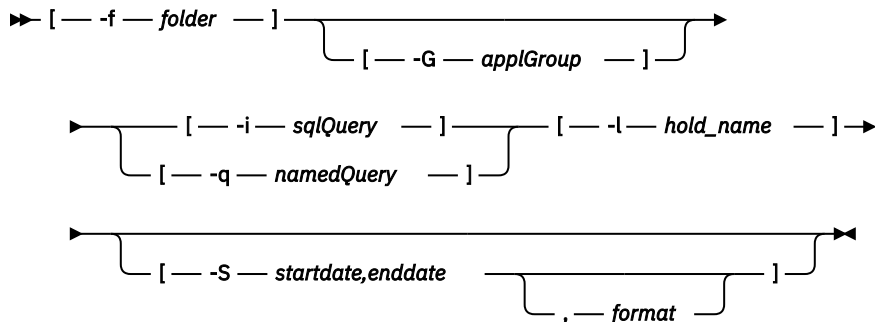 [ -f folder ]
[ -G applGroup ]
[ -i sqlQuery ] [ -l hold_name ]
[ -q namedQuery ]
[ -S startdate,enddate ]
, format